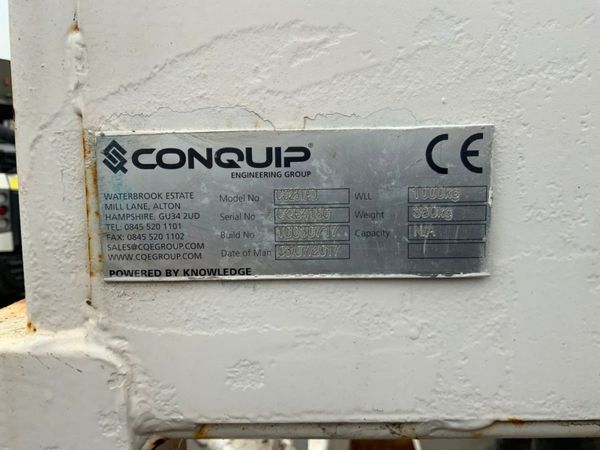 CONQUIP®
ENGINEERING GROUP
CE
WATERBROOK ESTATE
MILL LANE, ALTON
HAMPSHIRE, GU34 2UD
TEL: 0845 520 1101
FAX: 0845 520 1102
SALES@CQEGROUP.COM
WWW.CQEGROUP.COM
POWERED BY KNOWLEDGE
Model No
Serial No
Build No
Date of Man
WLL 1000kg
Weight
Capacity N/A